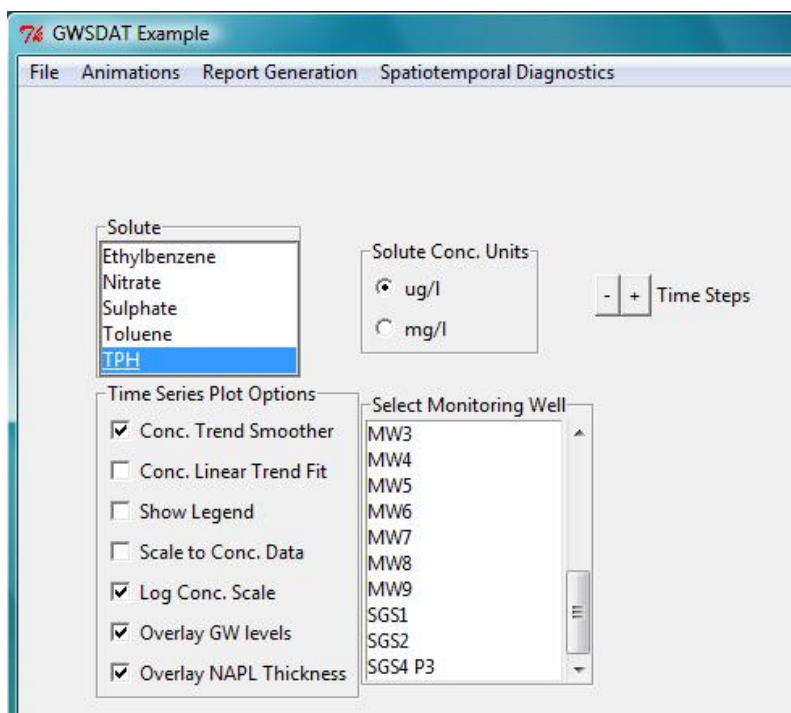 GWSDAT Example
File Animations Report Generation Spatiotemporal Diagnostics
Solute
Ethylbenzene
Nitrate
Sulphate
Toluene
TPH
Solute Conc. Units
ug/l
mg/l
- + Time Steps
Time Series Plot Options
Conc. Trend Smoother
Conc. Linear Trend Fit
Show Legend
Scale to Conc. Data
Log Conc. Scale
Overlay GW levels
Overlay NAPL Thickness
Select Monitoring Well
MW3
MW4
MW5
MW6
MW7
MW8
MW9
SGS1
SGS2
SGS4 P3